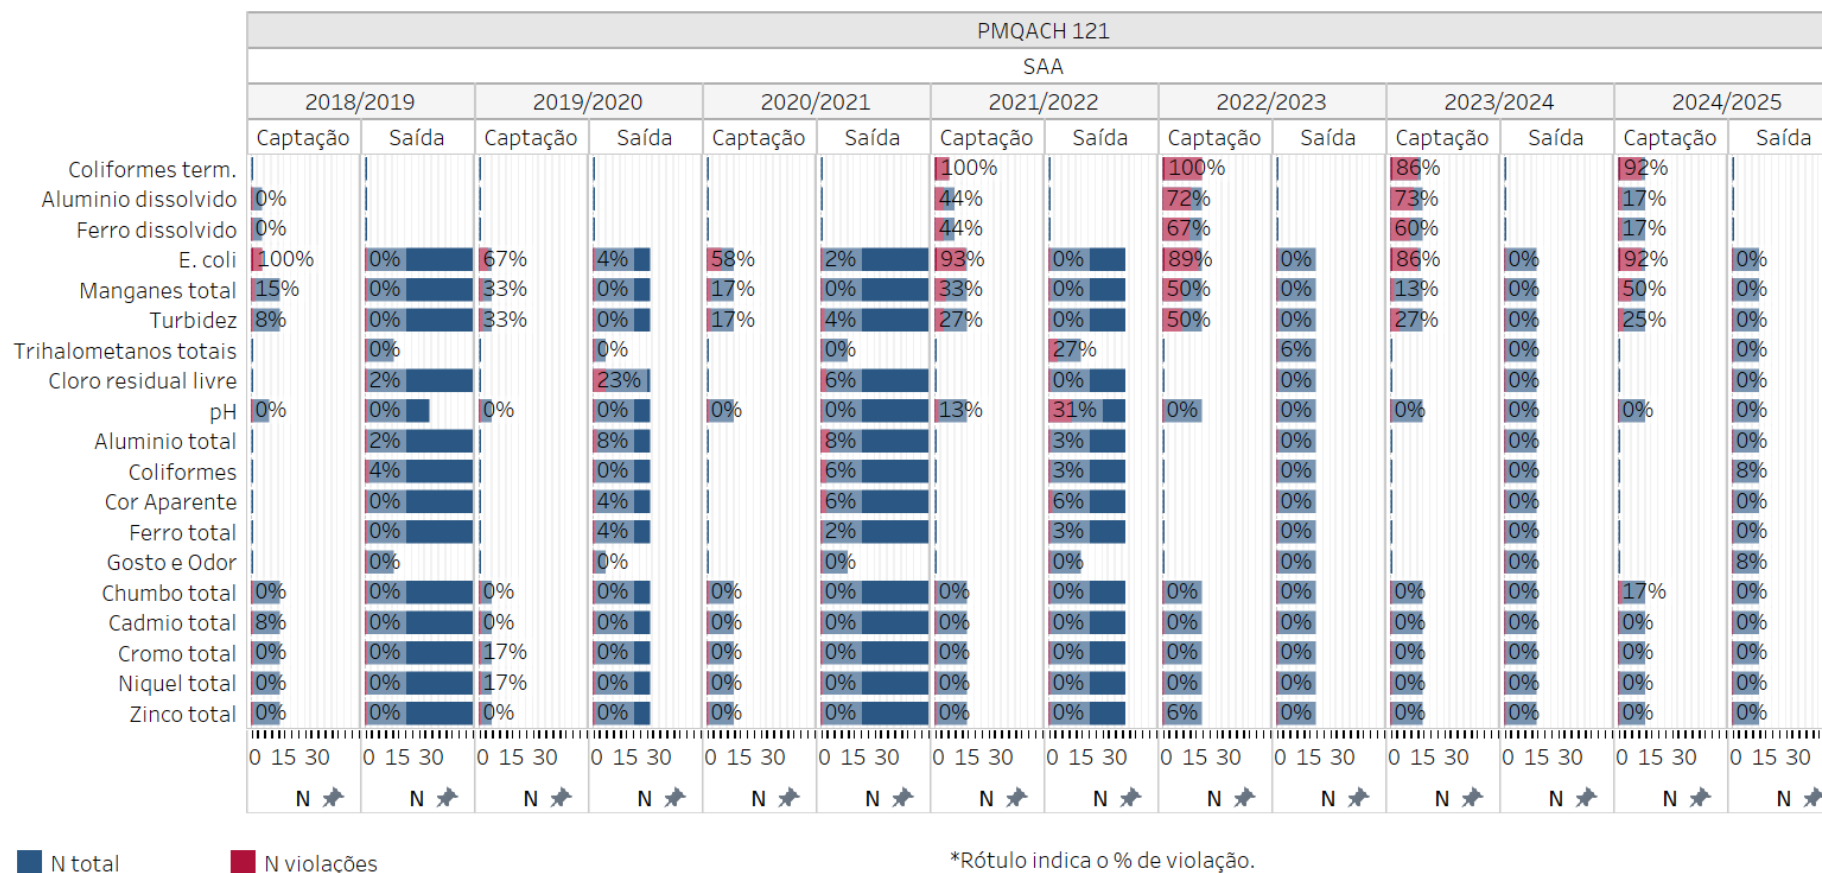 PMQACH 121
SAA
2018/2019 2019/2020 2020/2021 2021/2022 2022/2023 2023/2024 2024/2025
Captação Saída Captação Saída Captação Saída Captação Saída Captação Saída Captação Saída Captação Saída
Coliformes term. 100% 100% 86% 92%
Aluminio dissolvido 0% 44% 72% 73% 17%
Ferro dissolvido 0% 44% 67% 60% 17%
E. coli 100% 0% 67% 4% 58% 2% 93% 0% 89% 0% 86% 0% 92% 0%
Manganes total 15% 0% 33% 0% 17% 0% 33% 0% 50% 0% 13% 0% 50% 0%
Turbidez 8% 0% 33% 0% 17% 4% 27% 0% 50% 0% 27% 0% 25% 0%
Trihalometanos totais 0% 0% 0% 27% 6% 0% 0%
Cloro residual livre 2% 23% 6% 0% 0% 0% 0%
pH 0% 0% 0% 0% 0% 0% 13% 31% 0% 0% 0% 0% 0% 0%
Aluminio total 2% 8% 8% 3% 0% 0% 0%
Coliformes 4% 0% 6% 3% 0% 0% 8%
Cor Aparente 0% 4% 6% 6% 0% 0% 0%
Ferro total 0% 4% 2% 3% 0% 0% 0%
Gosto e Odor 0% 0% 0% 0% 0% 0% 8%
Chumbo total 0% 0% 0% 0% 0% 0% 0% 0% 0% 0% 0% 0% 17% 0%
Cadmio total 8% 0% 0% 0% 0% 0% 0% 0% 0% 0% 0% 0% 0% 0%
Cromo total 0% 0% 17% 0% 0% 0% 0% 0% 0% 0% 0% 0% 0% 0%
Niquel total 0% 0% 17% 0% 0% 0% 0% 0% 0% 0% 0% 0% 0% 0%
Zinco total 0% 0% 0% 0% 0% 0% 0% 0% 6% 0% 0% 0% 0% 0%
0 15 30 0 15 30 0 15 30 0 15 30 0 15 30 0 15 30 0 15 30 0 15 30 0 15 30 0 15 30 0 15 30 0 15 30 0 15 30 0 15 30
N N N N N N N N N N N N N N
N total N violações *Rótulo indica o % de violação.